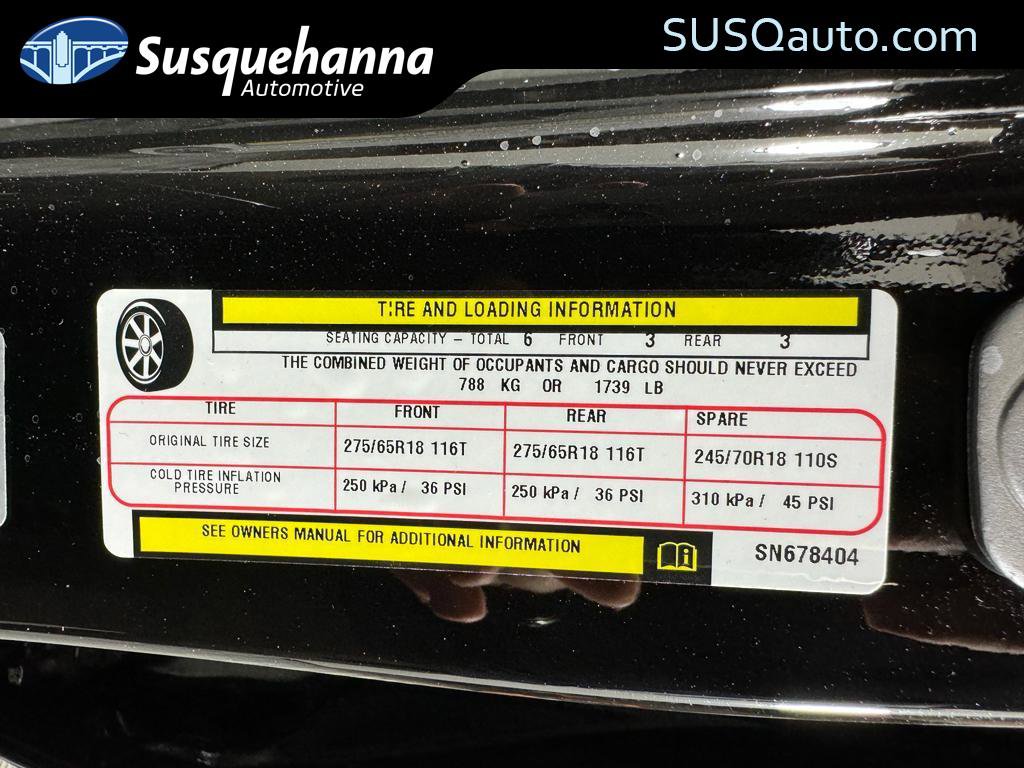 Susquehanna
Automotive
SUSQauto.com
TIRE AND LOADING INFORMATION
SEATING CAPACITY – TOTAL 6 FRONT 3 REAR 3
THE COMBINED WEIGHT OF OCCUPANTS AND CARGO SHOULD NEVER EXCEED
788 KG OR 1739 LB
TIRE FRONT REAR SPARE
ORIGINAL TIRE SIZE 275/65R18 116T 275/65R18 116T 245/70R18 110S
COLD TIRE INFLATION
PRESSURE 250 kPa / 36 PSI 250 kPa / 36 PSI 310 kPa / 45 PSI
SEE OWNERS MANUAL FOR ADDITIONAL INFORMATION
SN678404